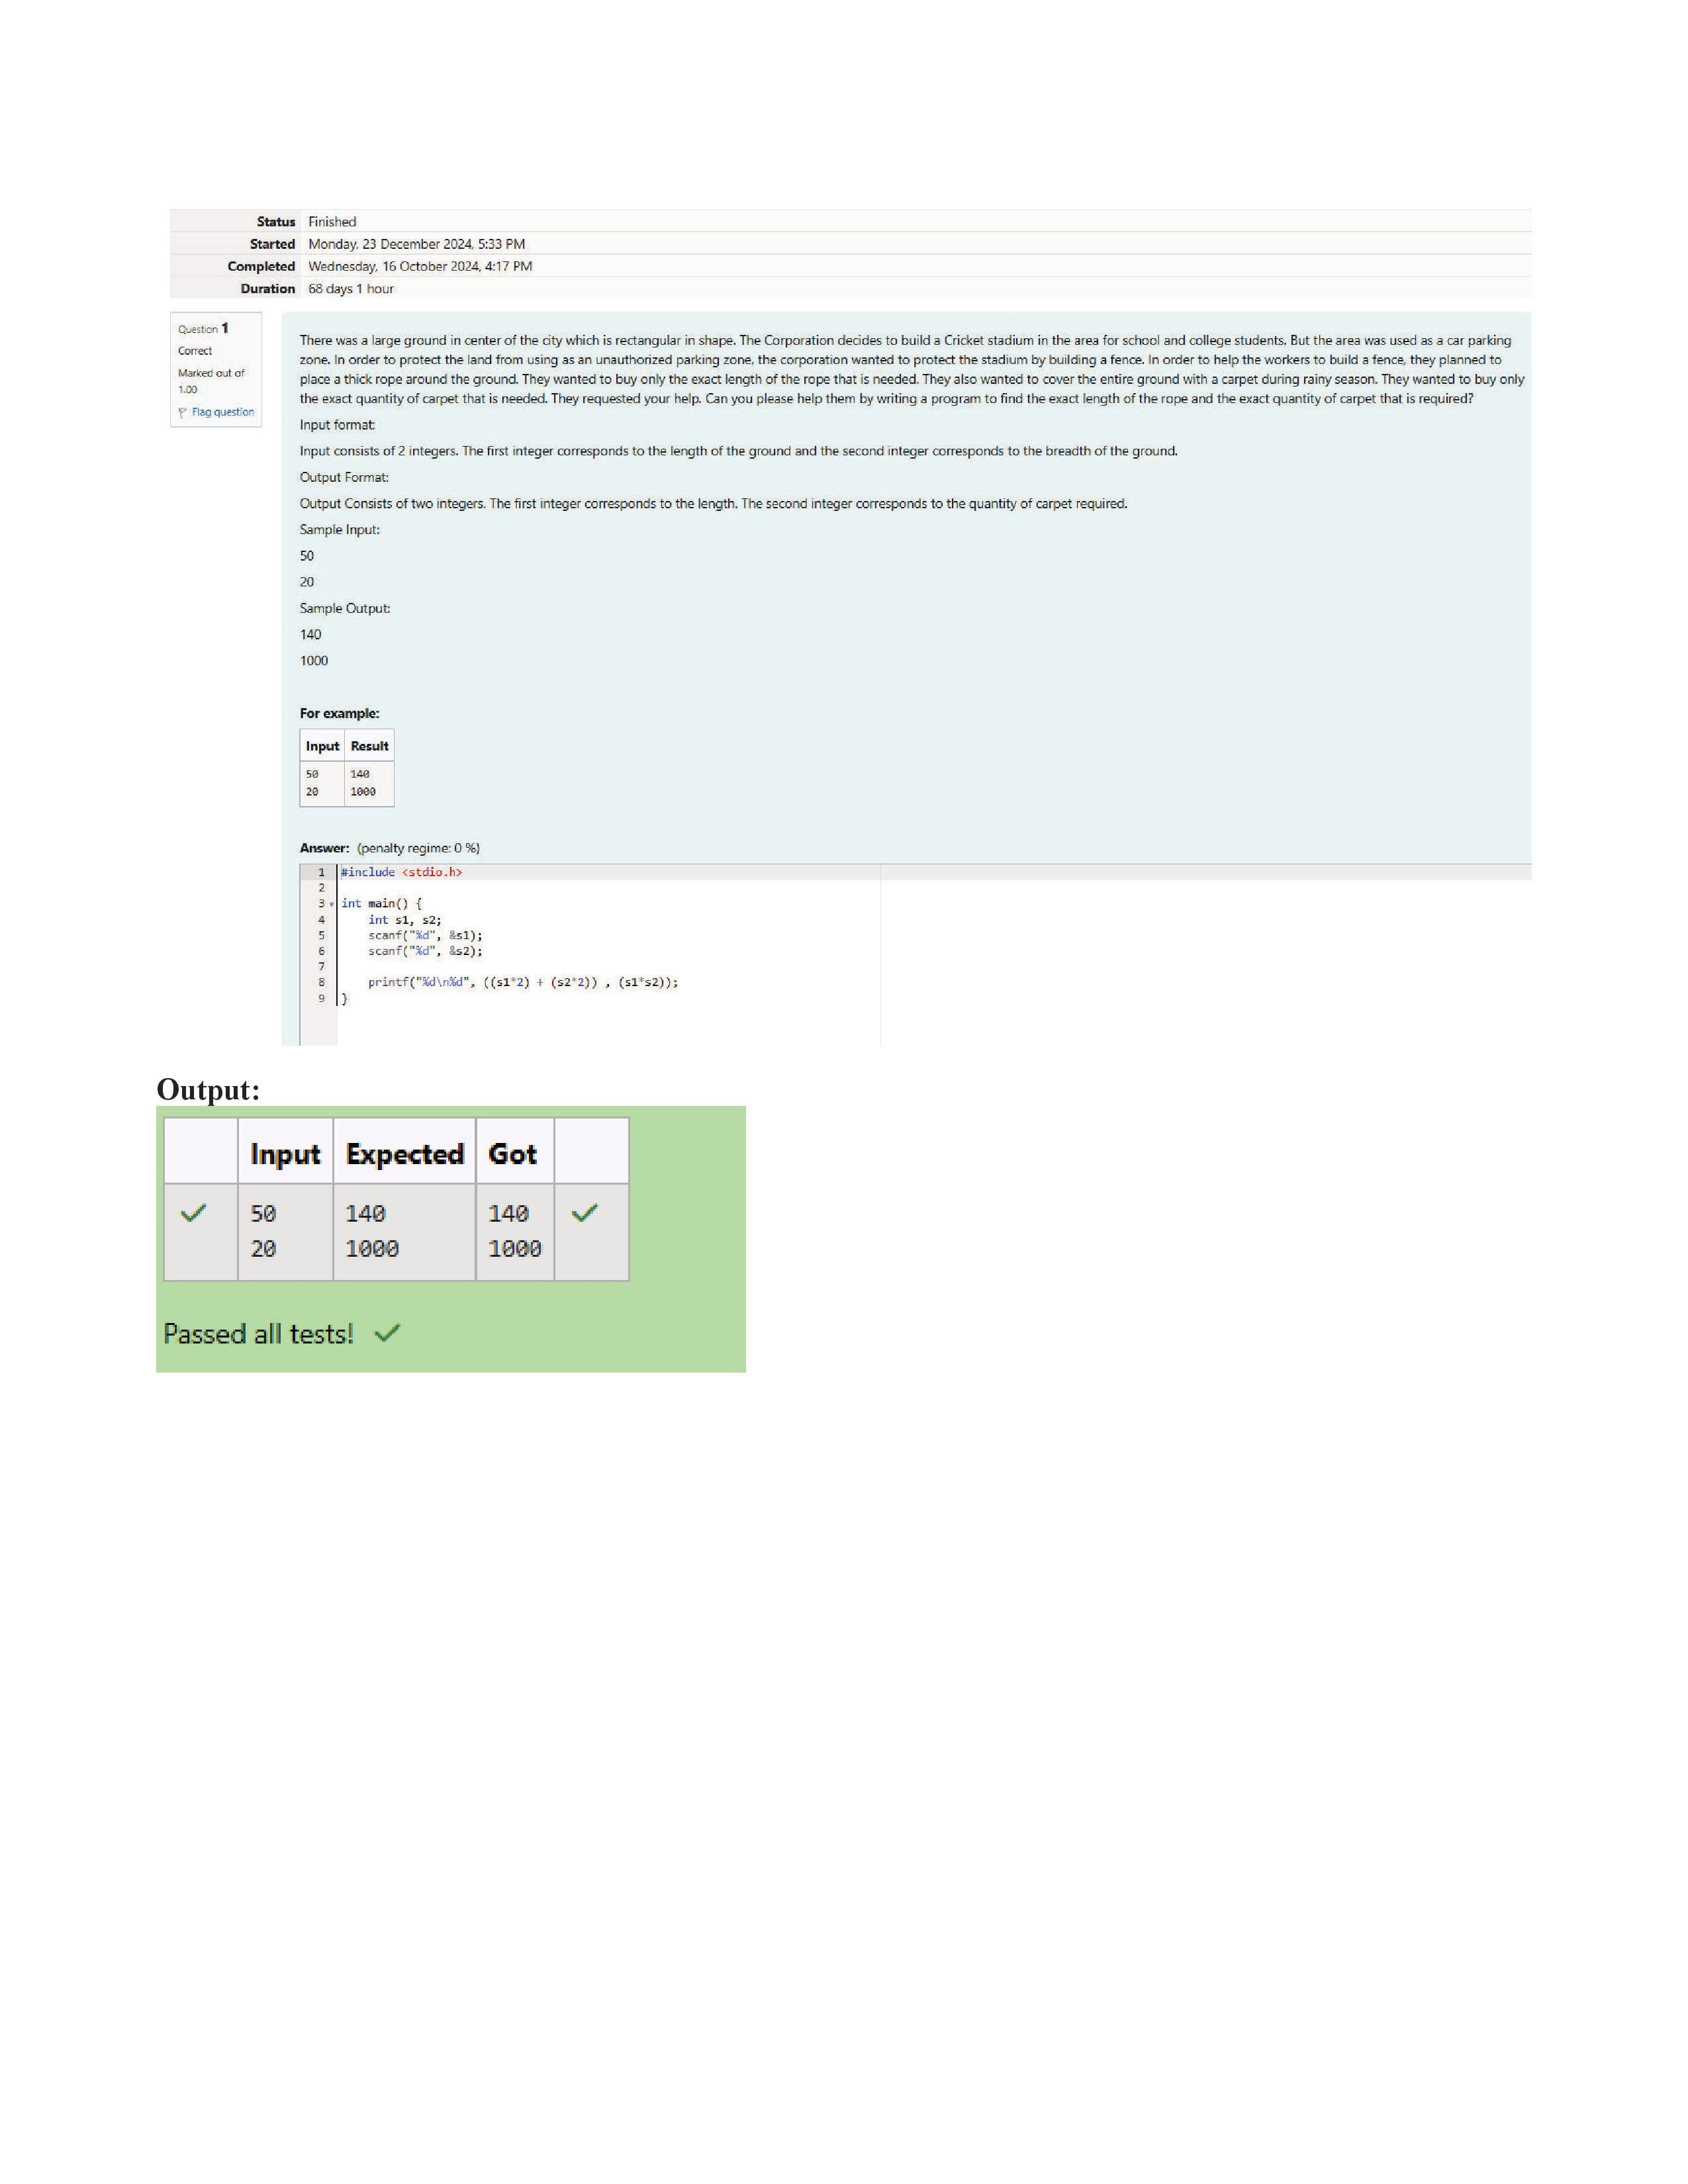 Status Finished
Started Monday, 23 December 2024, 5:33 PM
Completed Wednesday, 16 October 2024, 4:17 PM
Duration 68 days 1 hour
Question 1
Correct
Marked out of
1.00
Flag question
There was a large ground in center of the city which is rectangular in shape. The Corporation decides to build a Cricket stadium in the area for school and college students. But the area was used as a car parking
zone. In order to protect the land from using as an unauthorized parking zone, the corporation wanted to protect the stadium by building a fence. In order to help the workers to build a fence, they planned to
place a thick rope around the ground. They wanted to buy only the exact length of the rope that is needed. They also wanted to cover the entire ground with a carpet during rainy season. They wanted to buy only
the exact quantity of carpet that is needed. They requested your help. Can you please help them by writing a program to find the exact length of the rope and the exact quantity of carpet that is required?
Input format:
Input consists of 2 integers. The first integer corresponds to the length of the ground and the second integer corresponds to the breadth of the ground.
Output Format:
Output Consists of two integers. The first integer corresponds to the length. The second integer corresponds to the quantity of carpet required.
Sample Input:
50
20
Sample Output:
140
1000
For example:
Input Result
50 140
20 1000
Answer: (penalty regime: 0 %)
1 #include <stdio.h>
2
3 int main() {
4 int s1, s2;
5 scanf("%d", &s1);
6 scanf("%d", &s2);
7
8 printf("%d\n%d", ((s1*2) + (s2*2)) , (s1*s2));
9 }
Output:
Input Expected Got
50 140 140
20 1000 1000
Passed all tests!